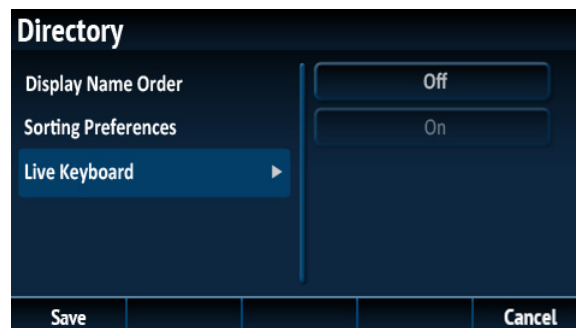 Directory
Display Name Order
Off
Sorting Preferences
On
Live Keyboard
Save
Cancel